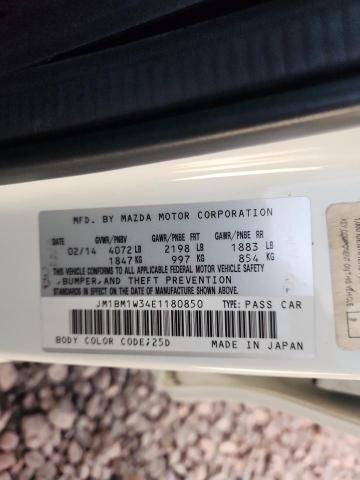 MFD. BY MAZDA MOTOR CORPORATION
GVWR/PNBV GAWR/PNBE FRT GAWR/PNBE RR
02/14 4072 LB 2198 LB 1883 LB
1847 KG 997 KG 854 KG
THIS VEHICLE CONFORMS TO ALL APPLICABLE FEDERAL MOTOR VEHICLE SAFETY,
BUMPER, AND THEFT PREVENTION
STANDARDS IN EFFECT ON THE DATE OF MANUFACTURE SHOWN ABOVE.
JM1BM1W34E1180850 TYPE: PASS CAR
BODY COLOR CODE;25D MADE IN JAPAN